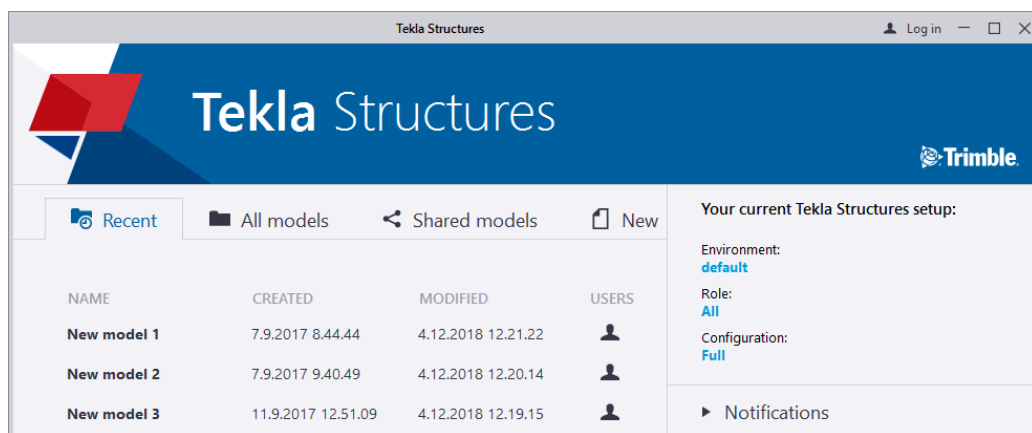 Tekla Structures
Log in
Tekla Structures
Trimble.
Recent
All models
Shared models
New
NAME CREATED MODIFIED USERS
New model 1 7.9.2017 8.44.44 4.12.2018 12.21.22
New model 2 7.9.2017 9.40.49 4.12.2018 12.20.14
New model 3 11.9.2017 12.51.09 4.12.2018 12.19.15
Your current Tekla Structures setup:
Environment:
default
Role:
All
Configuration:
Full
Notifications